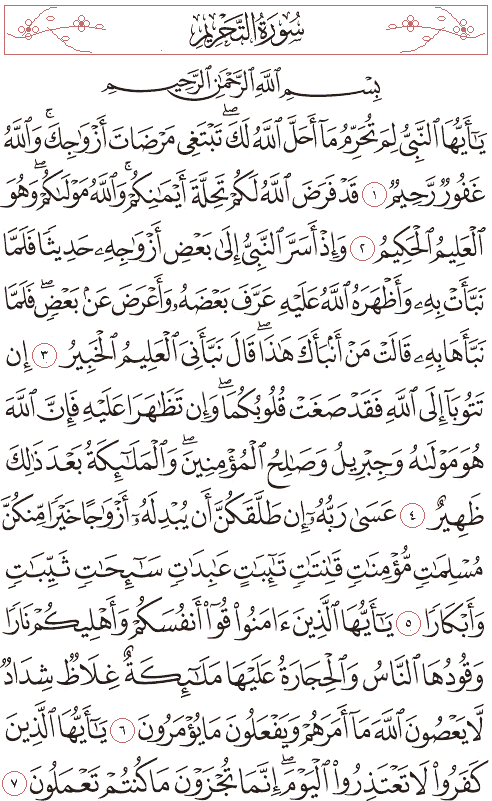 سُورَةُ التَّحْرِيمِ
بِسْمِ ٱللَّهِ ٱلرَّحْمَٰنِ ٱلرَّحِيمِ
يَٰٓأَيُّهَا ٱلنَّبِىُّ لِمَ تُحَرِّمُ مَآ أَحَلَّ ٱللَّهُ لَكَ ۖ تَبْتَغِى مَرْضَاتَ أَزْوَٰجِكَ ۚ وَٱللَّهُ
غَفُورٌ رَّحِيمٌ ١ قَدْ فَرَضَ ٱللَّهُ لَكُمْ تَحِلَّةَ أَيْمَٰنِكُمْ ۚ وَٱللَّهُ مَوْلَىٰكُمْ ۖ وَهُوَ
ٱلْعَلِيمُ ٱلْحَكِيمُ ٢ وَإِذْ أَسَرَّ ٱلنَّبِىُّ إِلَىٰ بَعْضِ أَزْوَٰجِهِۦ حَدِيثًا فَلَمَّا
نَبَّأَتْ بِهِۦ وَأَظْهَرَهُ ٱللَّهُ عَلَيْهِ عَرَّفَ بَعْضَهُۥ وَأَعْرَضَ عَنۢ بَعْضٍ ۖ فَلَمَّا
نَبَّأَهَا بِهِۦ قَالَتْ مَنْ أَنۢبَأَكَ هَٰذَا ۖ قَالَ نَبَّأَنِىَ ٱلْعَلِيمُ ٱلْخَبِيرُ ٣ إِن
تَتُوبَآ إِلَى ٱللَّهِ فَقَدْ صَغَتْ قُلُوبُكُمَا ۖ وَإِن تَظَٰهَرَا عَلَيْهِ فَإِنَّ ٱللَّهَ
هُوَ مَوْلَىٰهُ وَجِبْرِيلُ وَصَٰلِحُ ٱلْمُؤْمِنِينَ ۖ وَٱلْمَلَٰٓئِكَةُ بَعْدَ ذَٰلِكَ
ظَهِيرٌ ٤ عَسَىٰ رَبُّهُۥٓ إِن طَلَّقَكُنَّ أَن يُبْدِلَهُۥٓ أَزْوَٰجًا خَيْرًا مِّنكُنَّ
مُسْلِمَٰتٍ مُّؤْمِنَٰتٍ قَٰنِتَٰتٍ تَٰٓئِبَٰتٍ عَٰبِدَٰتٍ سَٰٓئِحَٰتٍ ثَيِّبَٰتٍ
وَأَبْكَارًا ٥ يَٰٓأَيُّهَا ٱلَّذِينَ ءَامَنُوا۟ قُوٓا۟ أَنفُسَكُمْ وَأَهْلِيكُمْ نَارًا
وَقُودُهَا ٱلنَّاسُ وَٱلْحِجَارَةُ عَلَيْهَا مَلَٰٓئِكَةٌ غِلَاظٌ شِدَادٌ
لَّا يَعْصُونَ ٱللَّهَ مَآ أَمَرَهُمْ وَيَفْعَلُونَ مَا يُؤْمَرُونَ ٦ يَٰٓأَيُّهَا ٱلَّذِينَ
كَفَرُوا۟ لَا تَعْتَذِرُوا۟ ٱلْيَوْمَ ۖ إِنَّمَا تُجْزَوْنَ مَا كُنتُمْ تَعْمَلُونَ ٧